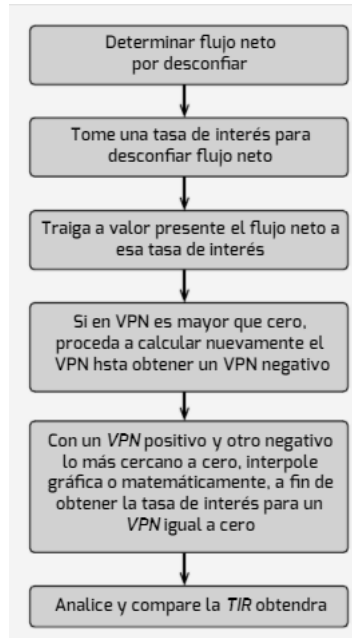 Determinar flujo neto
por desconfiar
Tome una tasa de interés para
desconfiar flujo neto
Traiga a valor presente el flujo neto a
esa tasa de interés
Si en VPN es mayor que cero,
proceda a calcular nuevamente el
VPN hsta obtener un VPN negativo
Con un VPN positivo y otro negativo
lo más cercano a cero, interpole
gráfica o matemáticamente, a fin de
obtener la tasa de interés para un
VPN igual a cero
Analice y compare la TIR obtendra